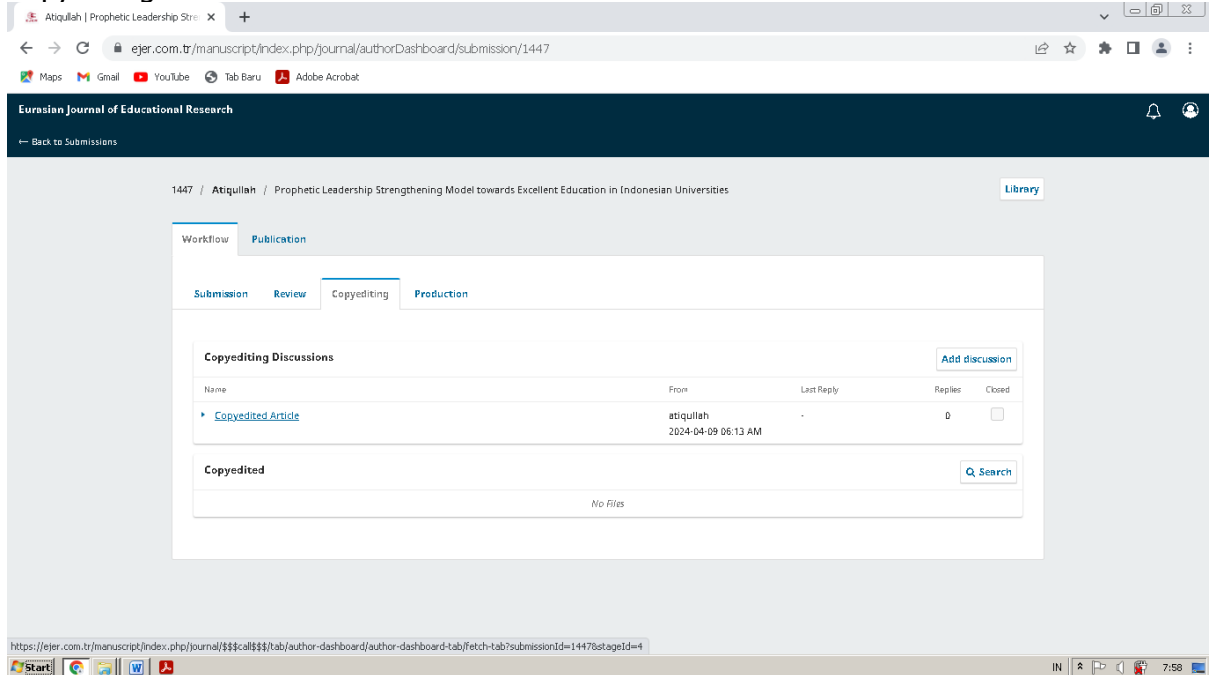 Atiqullah | Prophetic Leadership Stre
ejer.com.tr/manuscript/index.php/journal/authorDashboard/submission/1447
Maps Gmail YouTube Tab Baru Adobe Acrobat
Eurasian Journal of Educational Research
← Back to Submissions
1447 / Atiqullah / Prophetic Leadership Strengthening Model towards Excellent Education in Indonesian Universities
Library
Workflow Publication
Submission Review Copyediting Production
Copyediting Discussions
Add discussion
Name From Last Reply Replies Closed
Copyedited Article atiqullah - 0
2024-04-09 06:13 AM
Copyedited
Search
No Files
https://ejer.com.tr/manuscript/index.php/journal/$$$call$$$/tab/author-dashboard/author-dashboard-tab/fetch-tab?submissionId=1447&stageId=4
Start IN 7:58